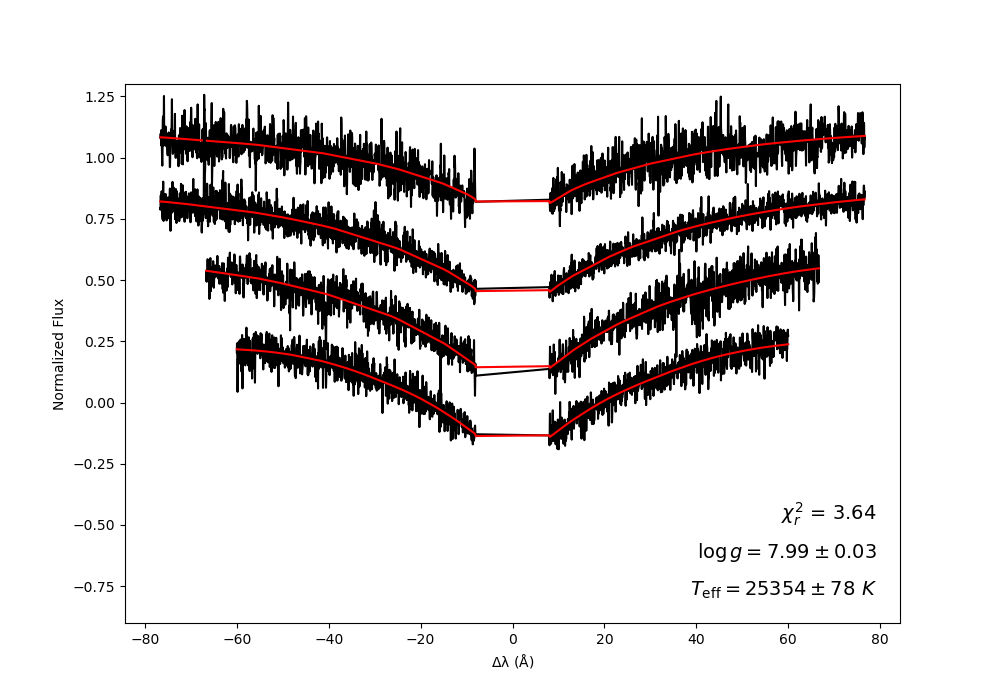 1.25
1.00
0.75
0.50
0.25
0.00
−0.25
−0.50
−0.75
Normalized Flux
χ²ᵣ = 3.64
log g = 7.99 ± 0.03
T_eff = 25354 ± 78 K
−80 −60 −40 −20 0 20 40 60 80
Δλ (Å)